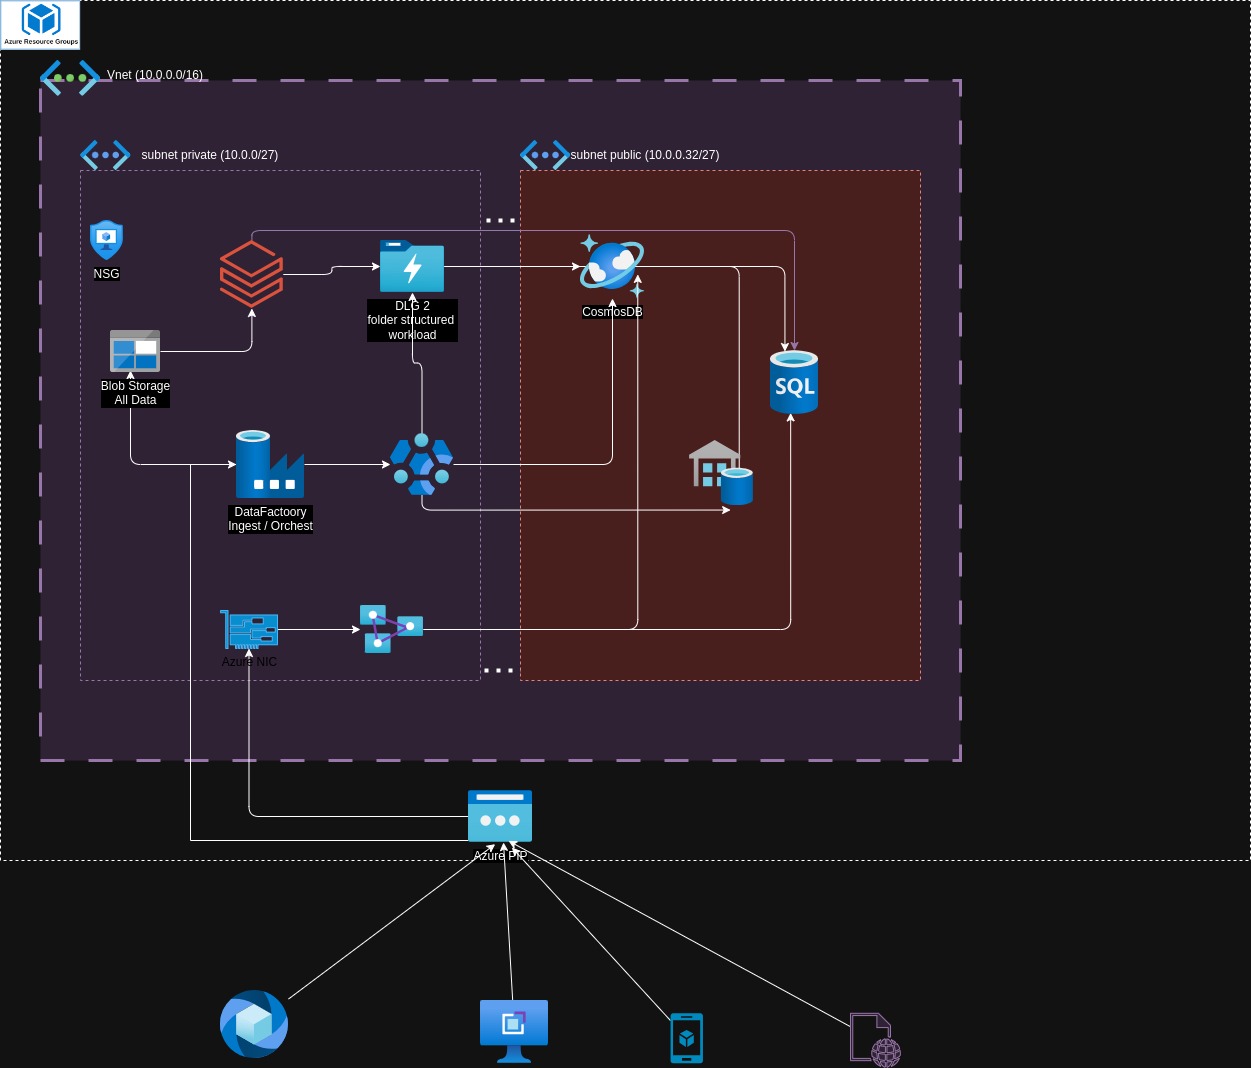 Azure Resource Groups
Vnet (10.0.0.0/16)
subnet private (10.0.0/27)
subnet public (10.0.0.32/27)
NSG
DLG 2
folder structured
workload
CosmosDB
SQL
Blob Storage
All Data
DataFactoory
Ingest / Orchest
Azure NIC
Azure PIP